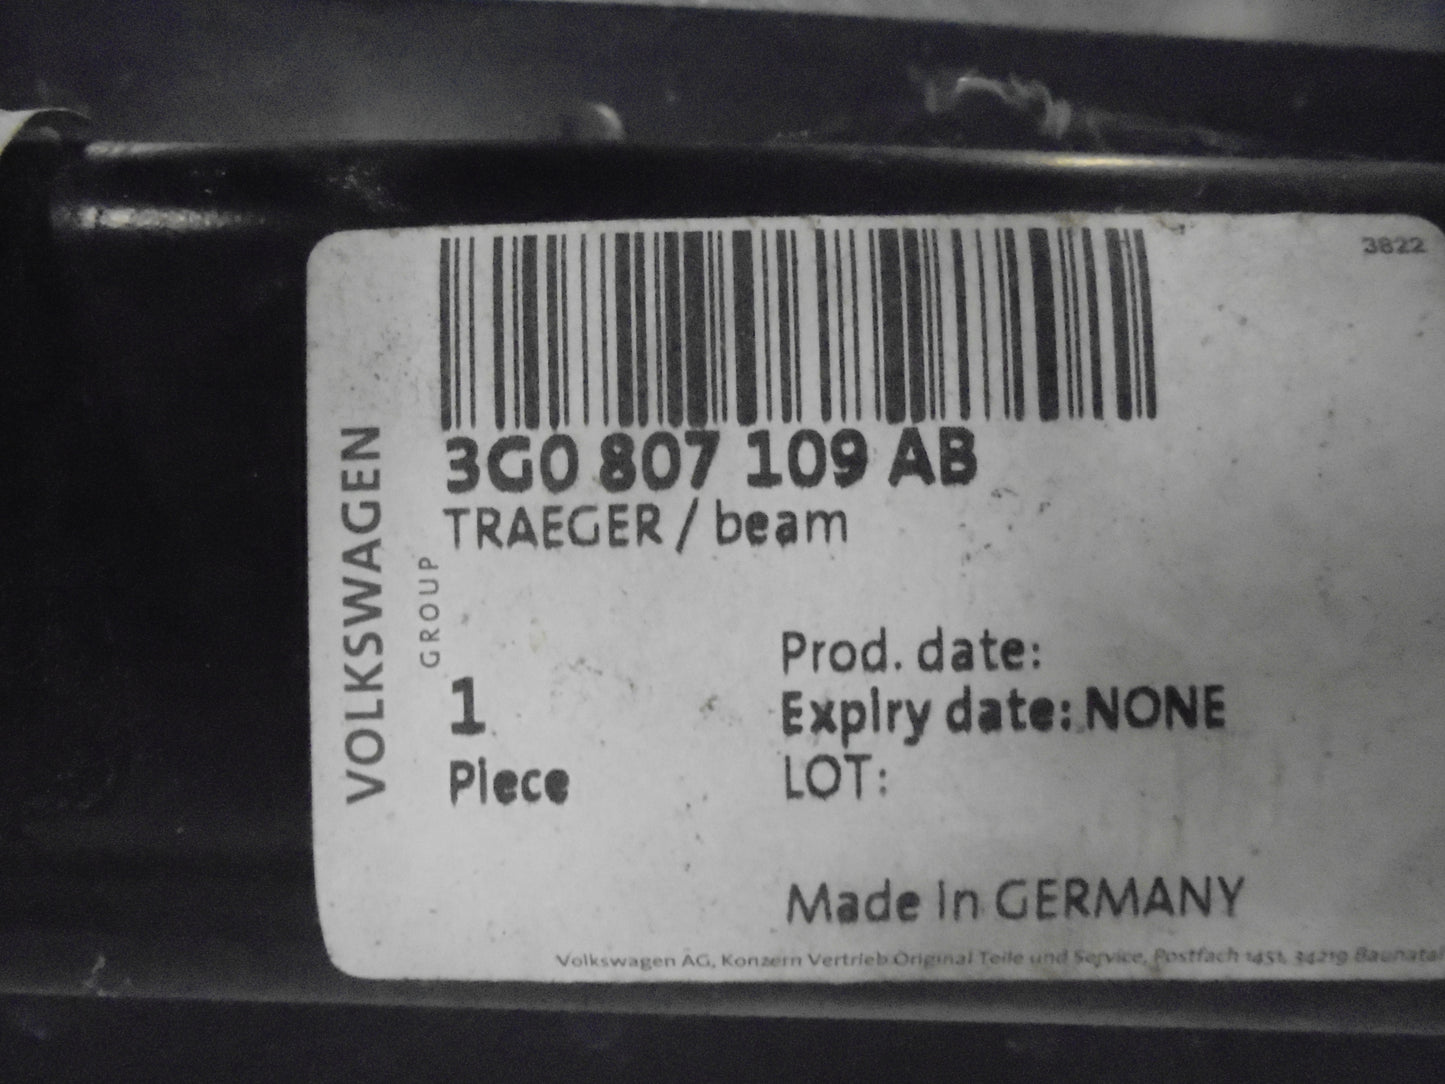 3822
VOLKSWAGEN
GROUP
3G0 807 109 AB
TRAEGER / beam
1
Piece
Prod. date:
Expiry date: NONE
LOT:
Made in GERMANY
Volkswagen AG, Konzern Vertrieb Original Teile und Service, Postfach 1451, 34219 Baunatal